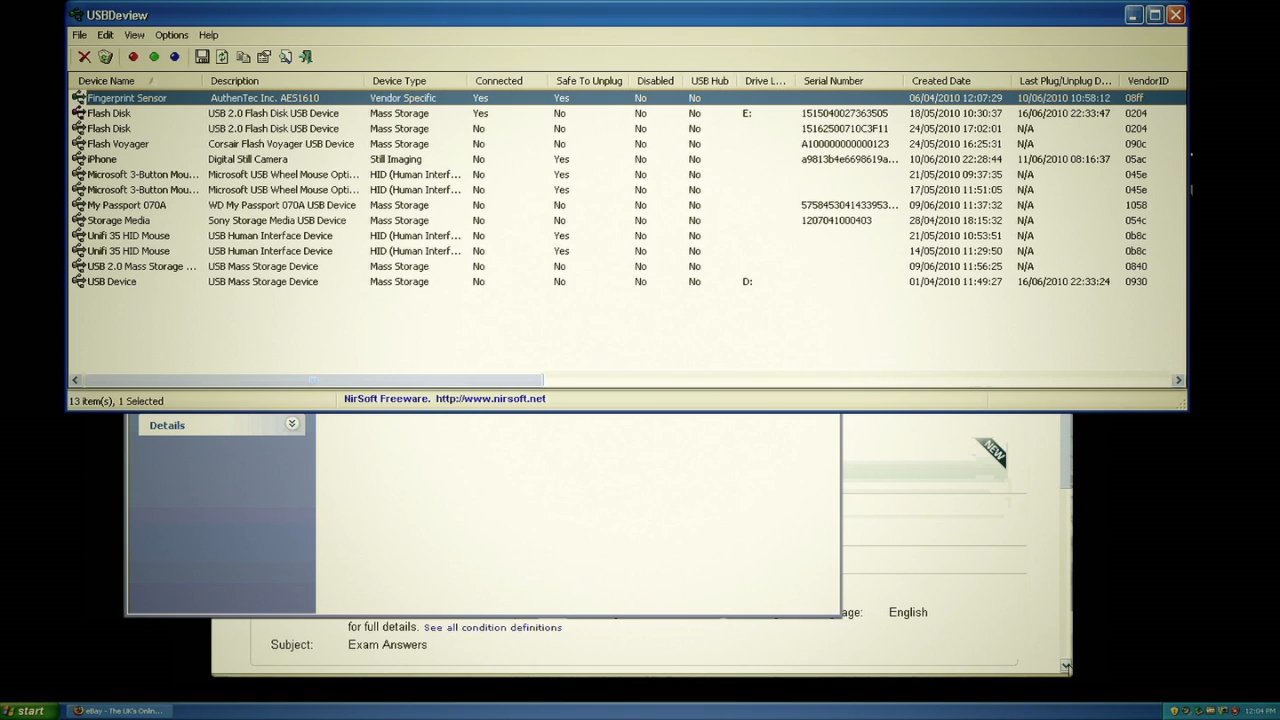 USBDeview
File Edit View Options Help
Device Name Description Device Type Connected Safe To Unplug Disabled USB Hub Drive L... Serial Number Created Date Last Plug/Unplug D... VendorID
Fingerprint Sensor AuthenTec Inc. AES1610 Vendor Specific Yes Yes No No 06/04/2010 12:07:29 10/06/2010 10:58:12 08ff
Flash Disk USB 2.0 Flash Disk USB Device Mass Storage Yes No No No E: 1515040027363505 18/05/2010 10:30:37 16/06/2010 22:33:47 0204
Flash Disk USB 2.0 Flash Disk USB Device Mass Storage No No No No 15162500710C3F11 24/05/2010 17:02:01 N/A 0204
Flash Voyager Corsair Flash Voyager USB Device Mass Storage No No No No A10000000000123 24/05/2010 16:25:31 N/A 090c
iPhone Digital Still Camera Still Imaging No Yes No No a9813b4e6698619a... 10/06/2010 22:28:44 11/06/2010 08:16:37 05ac
Microsoft 3-Button Mou... Microsoft USB Wheel Mouse Opti... HID (Human Interf... No Yes No No 21/05/2010 09:37:35 N/A 045e
Microsoft 3-Button Mou... Microsoft USB Wheel Mouse Opti... HID (Human Interf... No Yes No No 17/05/2010 11:51:05 N/A 045e
My Passport 070A WD My Passport 070A USB Device Mass Storage No No No No 5758453041433953... 09/06/2010 11:37:32 N/A 1058
Storage Media Sony Storage Media USB Device Mass Storage No No No No 1207041000403 28/04/2010 18:15:32 N/A 054c
Unifi 35 HID Mouse USB Human Interface Device HID (Human Interf... No Yes No No 21/05/2010 10:53:51 N/A 0b8c
Unifi 35 HID Mouse USB Human Interface Device HID (Human Interf... No Yes No No 14/05/2010 11:29:50 N/A 0b8c
USB 2.0 Mass Storage ... USB Mass Storage Device Mass Storage No No No No 09/06/2010 11:56:25 N/A 0840
USB Device USB Mass Storage Device Mass Storage No No No No D: 01/04/2010 11:49:27 16/06/2010 22:33:24 0930
13 item(s), 1 Selected NirSoft Freeware. http://www.nirsoft.net
Details
NEW
age: English
for full details. See all condition definitions
Subject: Exam Answers
start eBay - The UK's Onlin... 12:04 PM